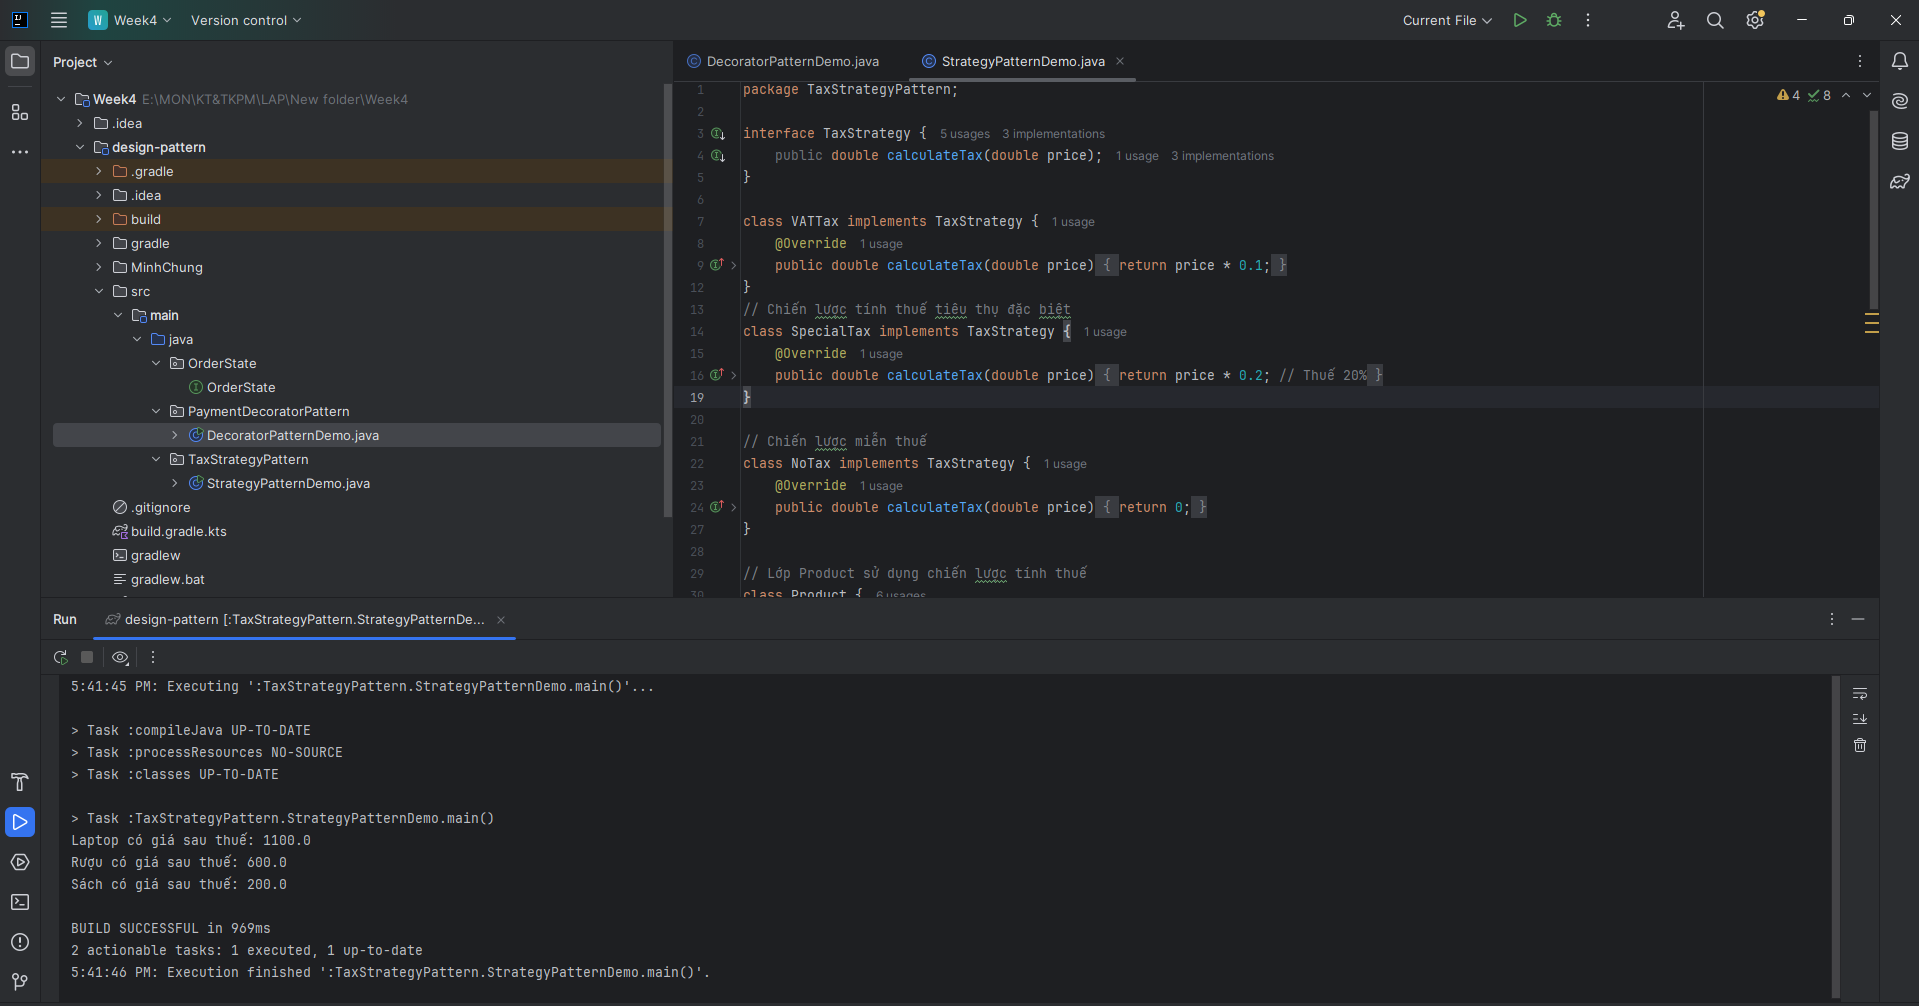 W Week4 Version control Current File
Project
Week4 E:\MON\KT&TKPM\LAP\New folder\Week4
.idea
design-pattern
.gradle
.idea
build
gradle
MinhChung
src
main
java
OrderState
OrderState
PaymentDecoratorPattern
DecoratorPatternDemo.java
TaxStrategyPattern
StrategyPatternDemo.java
.gitignore
build.gradle.kts
gradlew
gradlew.bat
DecoratorPatternDemo.java StrategyPatternDemo.java
4 8
1 package TaxStrategyPattern;
2
3 interface TaxStrategy { 5 usages 3 implementations
4 public double calculateTax(double price); 1 usage 3 implementations
5 }
6
7 class VATTax implements TaxStrategy { 1 usage
8 @Override 1 usage
9 public double calculateTax(double price) { return price * 0.1; }
12 }
13 // Chiến lược tính thuế tiêu thụ đặc biệt
14 class SpecialTax implements TaxStrategy { 1 usage
15 @Override 1 usage
16 public double calculateTax(double price) { return price * 0.2; // Thuế 20% }
19 }
20
21 // Chiến lược miễn thuế
22 class NoTax implements TaxStrategy { 1 usage
23 @Override 1 usage
24 public double calculateTax(double price) { return 0; }
27 }
28
29 // Lớp Product sử dụng chiến lược tính thuế
30 class Product { 6 usages
Run design-pattern [:TaxStrategyPattern.StrategyPatternDe...
5:41:45 PM: Executing ':TaxStrategyPattern.StrategyPatternDemo.main()'...
> Task :compileJava UP-TO-DATE
> Task :processResources NO-SOURCE
> Task :classes UP-TO-DATE
> Task :TaxStrategyPattern.StrategyPatternDemo.main()
Laptop có giá sau thuế: 1100.0
Rượu có giá sau thuế: 600.0
Sách có giá sau thuế: 200.0
BUILD SUCCESSFUL in 969ms
2 actionable tasks: 1 executed, 1 up-to-date
5:41:46 PM: Execution finished ':TaxStrategyPattern.StrategyPatternDemo.main()'.